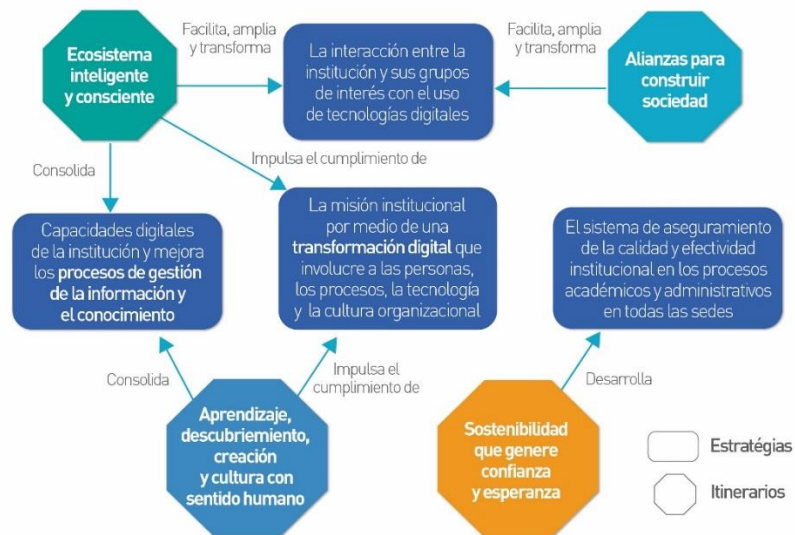 Facilita, amplia
y transforma
Facilita, amplia
y transforma
Ecosistema
inteligente
y consciente
La interacción entre la
institución y sus grupos
de interés con el uso
de tecnologías digitales
Alianzas para
construir
sociedad
Consolida
Impulsa el cumplimiento de
Capacidades digitales
de la institución y mejora
los procesos de gestión
de la información y
el conocimiento
La misión institucional
por medio de una
transformación digital que
involucre a las personas,
los procesos, la tecnología
y la cultura organizacional
El sistema de aseguramiento
de la calidad y efectividad
institucional en los procesos
académicos y administrativos
en todas las sedes
Consolida
Impulsa el
cumplimiento de
Desarrolla
Aprendizaje,
descubriemiento,
creación
y cultura con
sentido humano
Sostenibilidad
que genere
confianza
y esperanza
Estratégias
Itinerarios